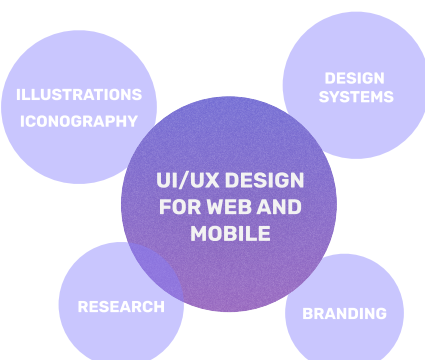 ILLUSTRATIONS
ICONOGRAPHY
DESIGN
SYSTEMS
UI/UX DESIGN
FOR WEB AND
MOBILE
RESEARCH
BRANDING